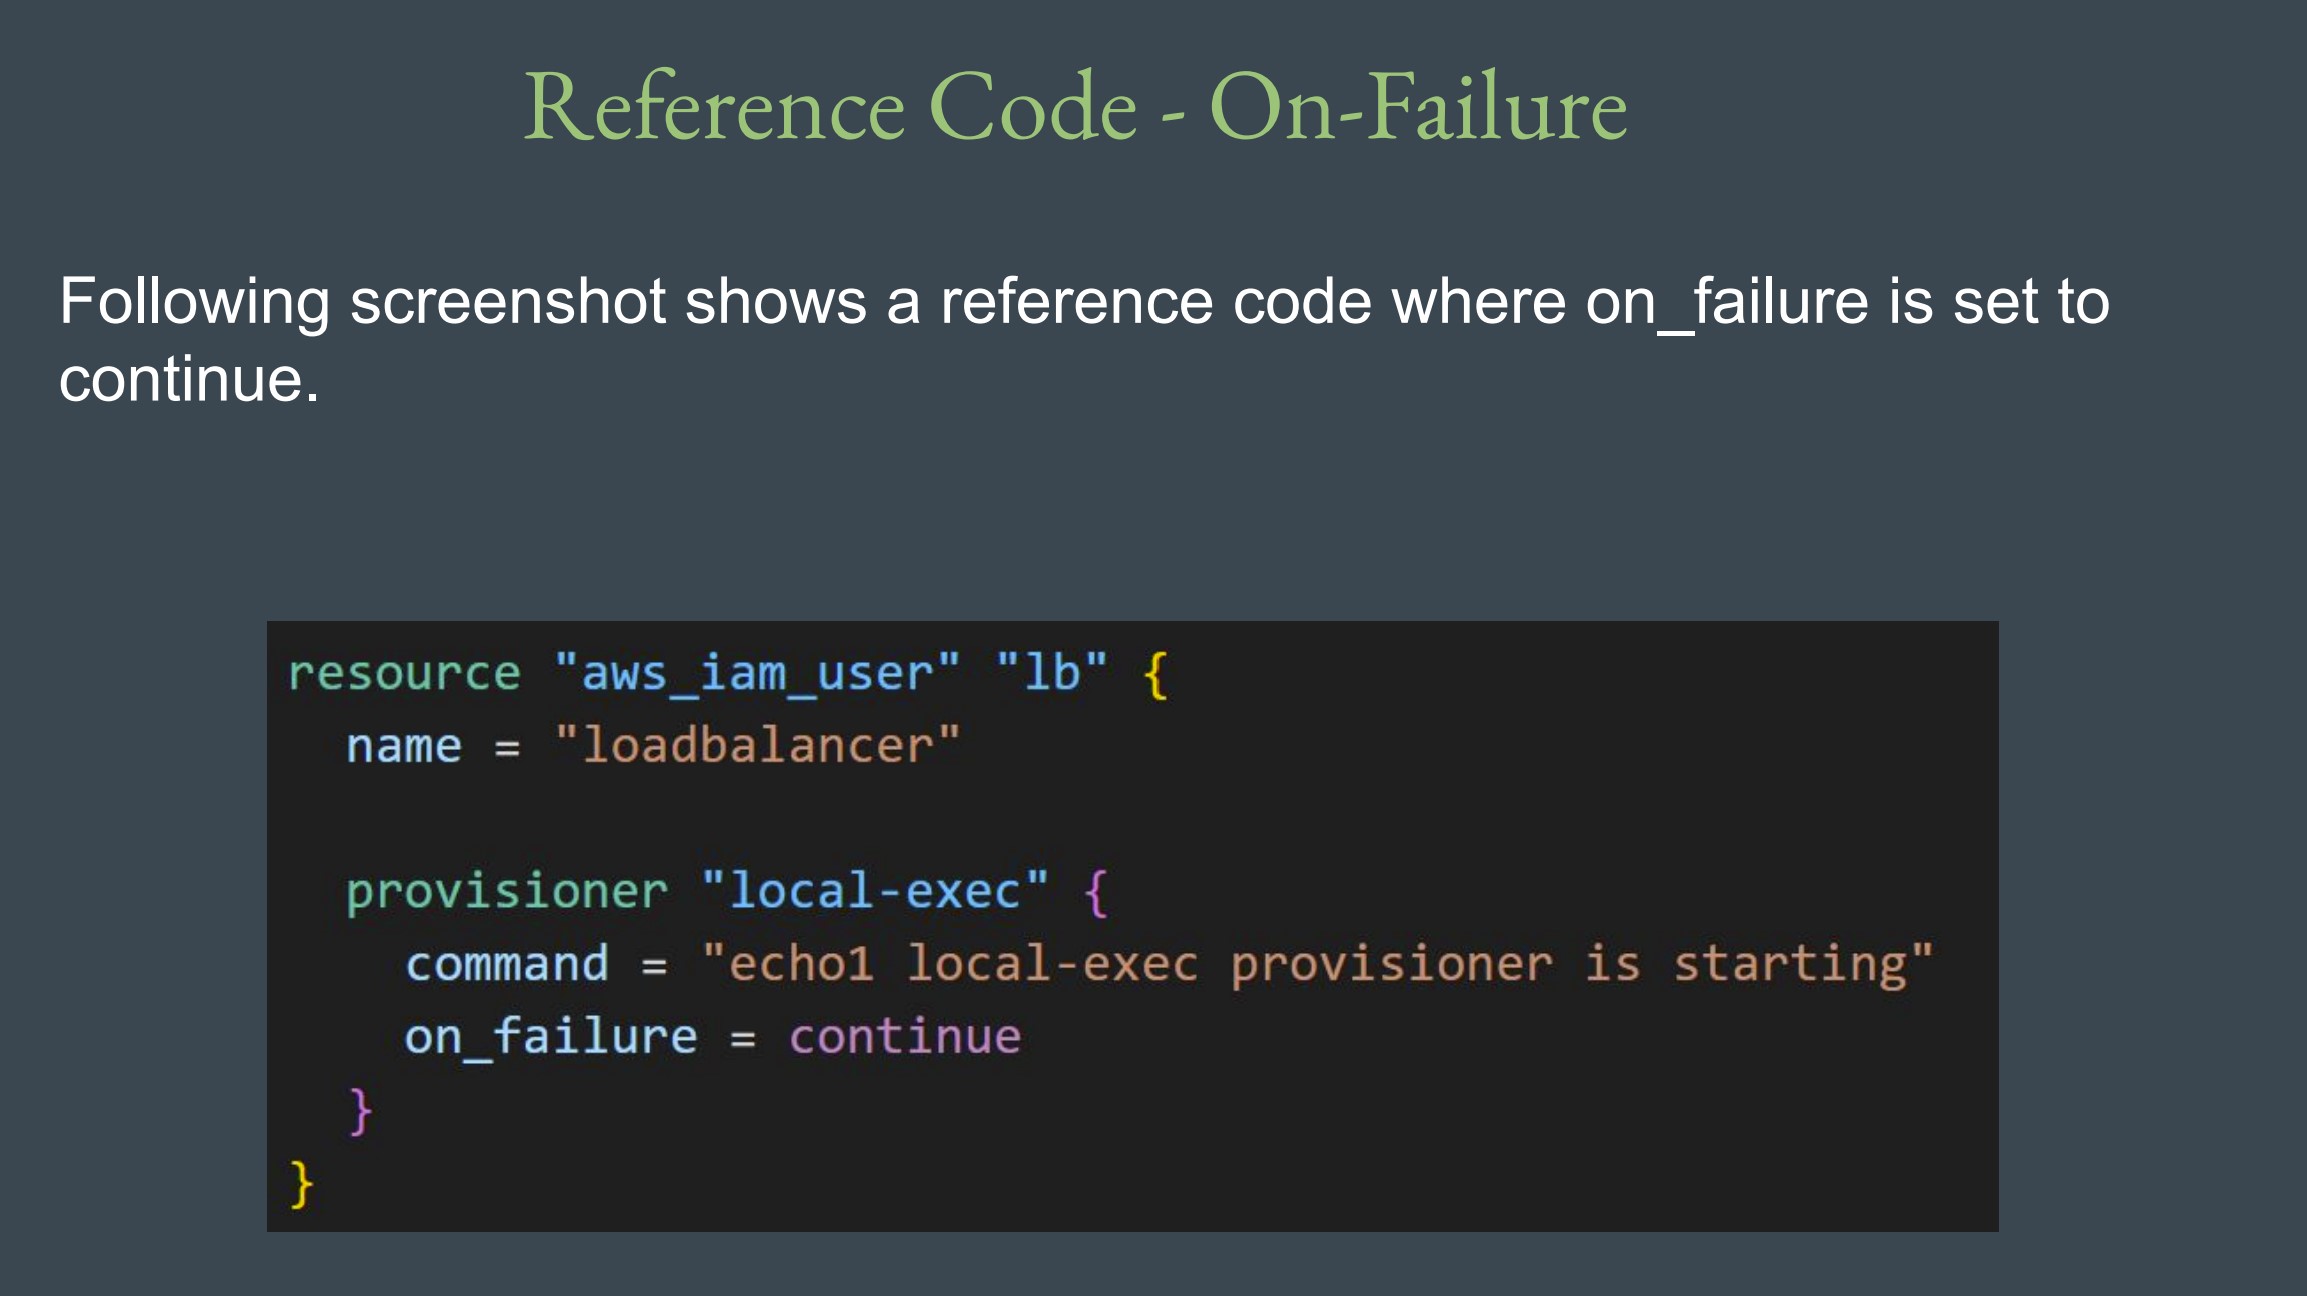 Reference Code - On-Failure
Following screenshot shows a reference code where on_failure is set to
continue.
resource "aws_iam_user" "lb" {
  name = "loadbalancer"
  provisioner "local-exec" {
    command = "echo1 local-exec provisioner is starting"
    on_failure = continue
  }
}